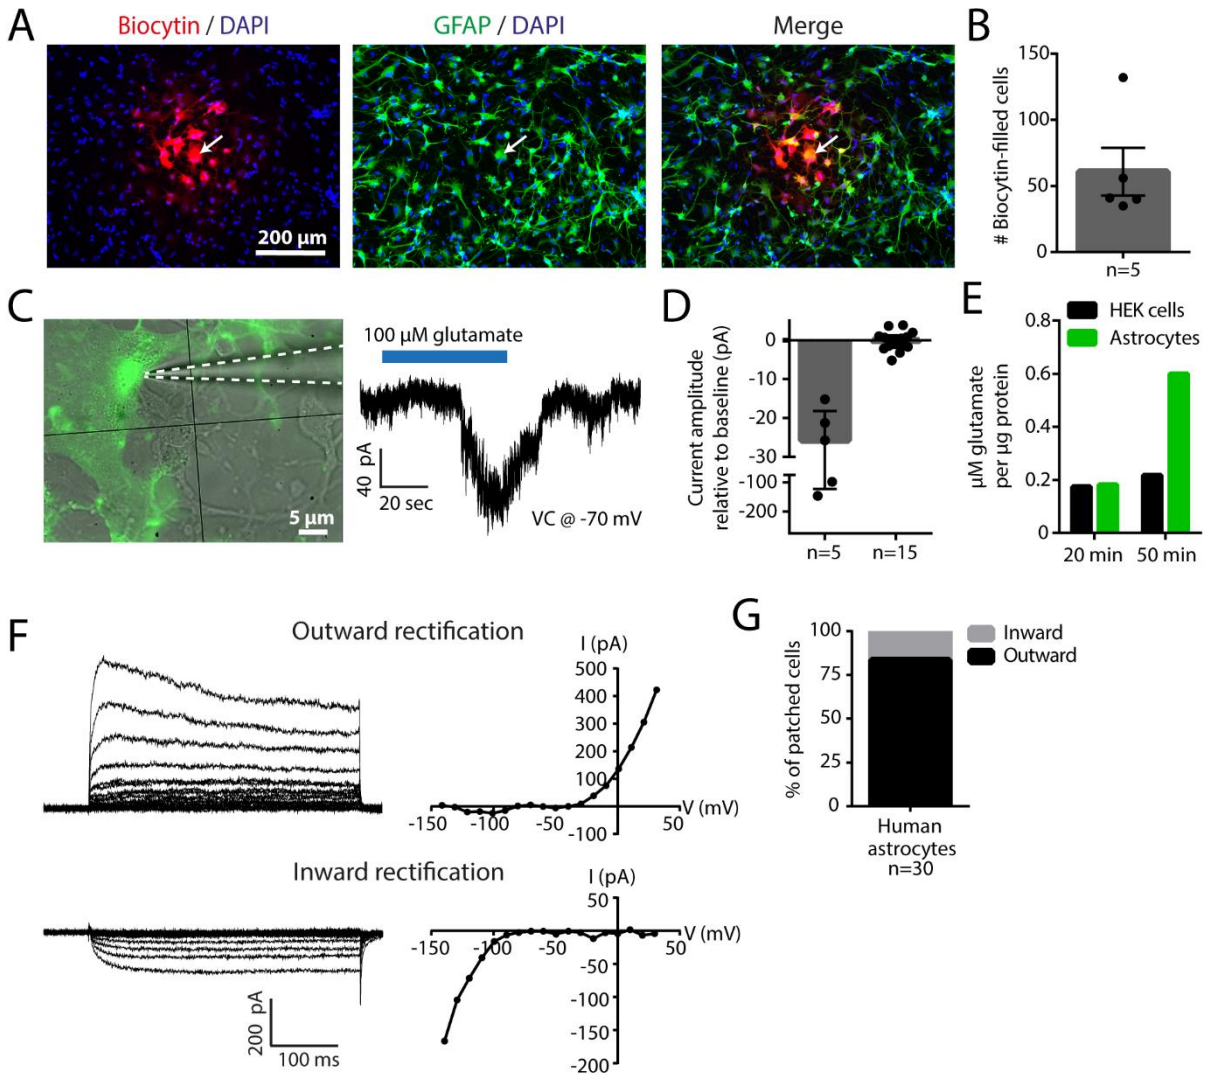 A
Biocytin / DAPI
GFAP / DAPI
Merge
200 µm
B
# Biocytin-filled cells
150
100
50
0
n=5
C
100 µM glutamate
40 pA
20 sec
VC @ -70 mV
5 µm
D
Current amplitude
relative to baseline (pA)
0
-10
-20
-30
-100
-200
n=5
n=15
E
HEK cells
Astrocytes
µM glutamate
per µg protein
0.8
0.6
0.4
0.2
0
20 min
50 min
F
Outward rectification
I (pA)
500
400
300
200
100
-100
V (mV)
-150
-100
-50
50
Inward rectification
I (pA)
50
V (mV)
-150
-100
-50
50
-50
-100
-150
-200
200 pA
100 ms
G
Inward
Outward
% of patched cells
100
75
50
25
0
Human
astrocytes
n=30